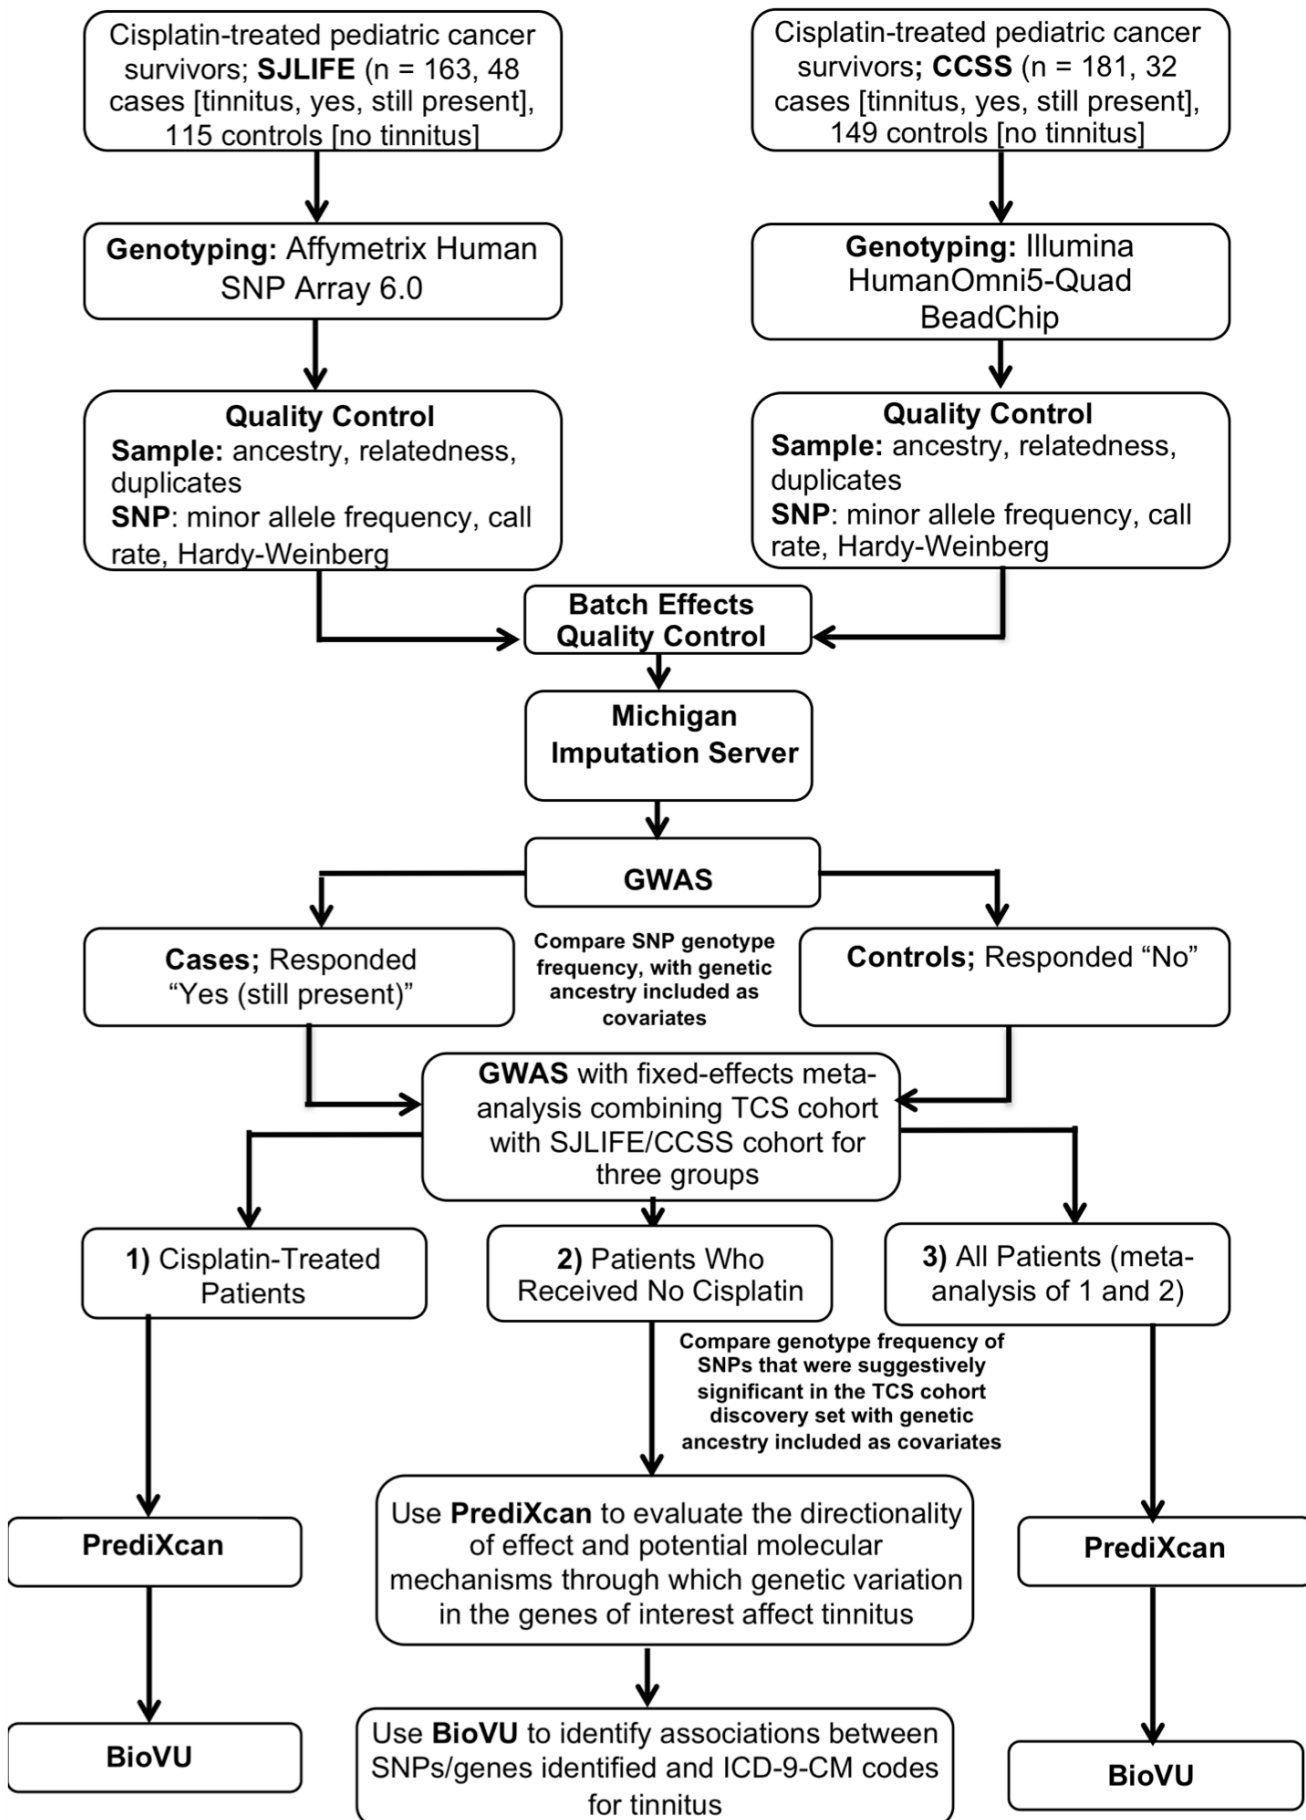 Cisplatin-treated pediatric cancer
survivors; SJLIFE (n = 163, 48
cases [tinnitus, yes, still present],
115 controls [no tinnitus]
Cisplatin-treated pediatric cancer
survivors; CCSS (n = 181, 32
cases [tinnitus, yes, still present],
149 controls [no tinnitus]
Genotyping: Affymetrix Human
SNP Array 6.0
Genotyping: Illumina
HumanOmni5-Quad
BeadChip
Quality Control
Sample: ancestry, relatedness,
duplicates
SNP: minor allele frequency, call
rate, Hardy-Weinberg
Quality Control
Sample: ancestry, relatedness,
duplicates
SNP: minor allele frequency, call
rate, Hardy-Weinberg
Batch Effects
Quality Control
Michigan
Imputation Server
GWAS
Cases; Responded
“Yes (still present)”
Compare SNP genotype
frequency, with genetic
ancestry included as
covariates
Controls; Responded “No”
GWAS with fixed-effects meta-
analysis combining TCS cohort
with SJLIFE/CCSS cohort for
three groups
1) Cisplatin-Treated
Patients
2) Patients Who
Received No Cisplatin
3) All Patients (meta-
analysis of 1 and 2)
Compare genotype frequency of
SNPs that were suggestively
significant in the TCS cohort
discovery set with genetic
ancestry included as covariates
PrediXcan
Use PrediXcan to evaluate the directionality
of effect and potential molecular
mechanisms through which genetic variation
in the genes of interest affect tinnitus
PrediXcan
BioVU
Use BioVU to identify associations between
SNPs/genes identified and ICD-9-CM codes
for tinnitus
BioVU